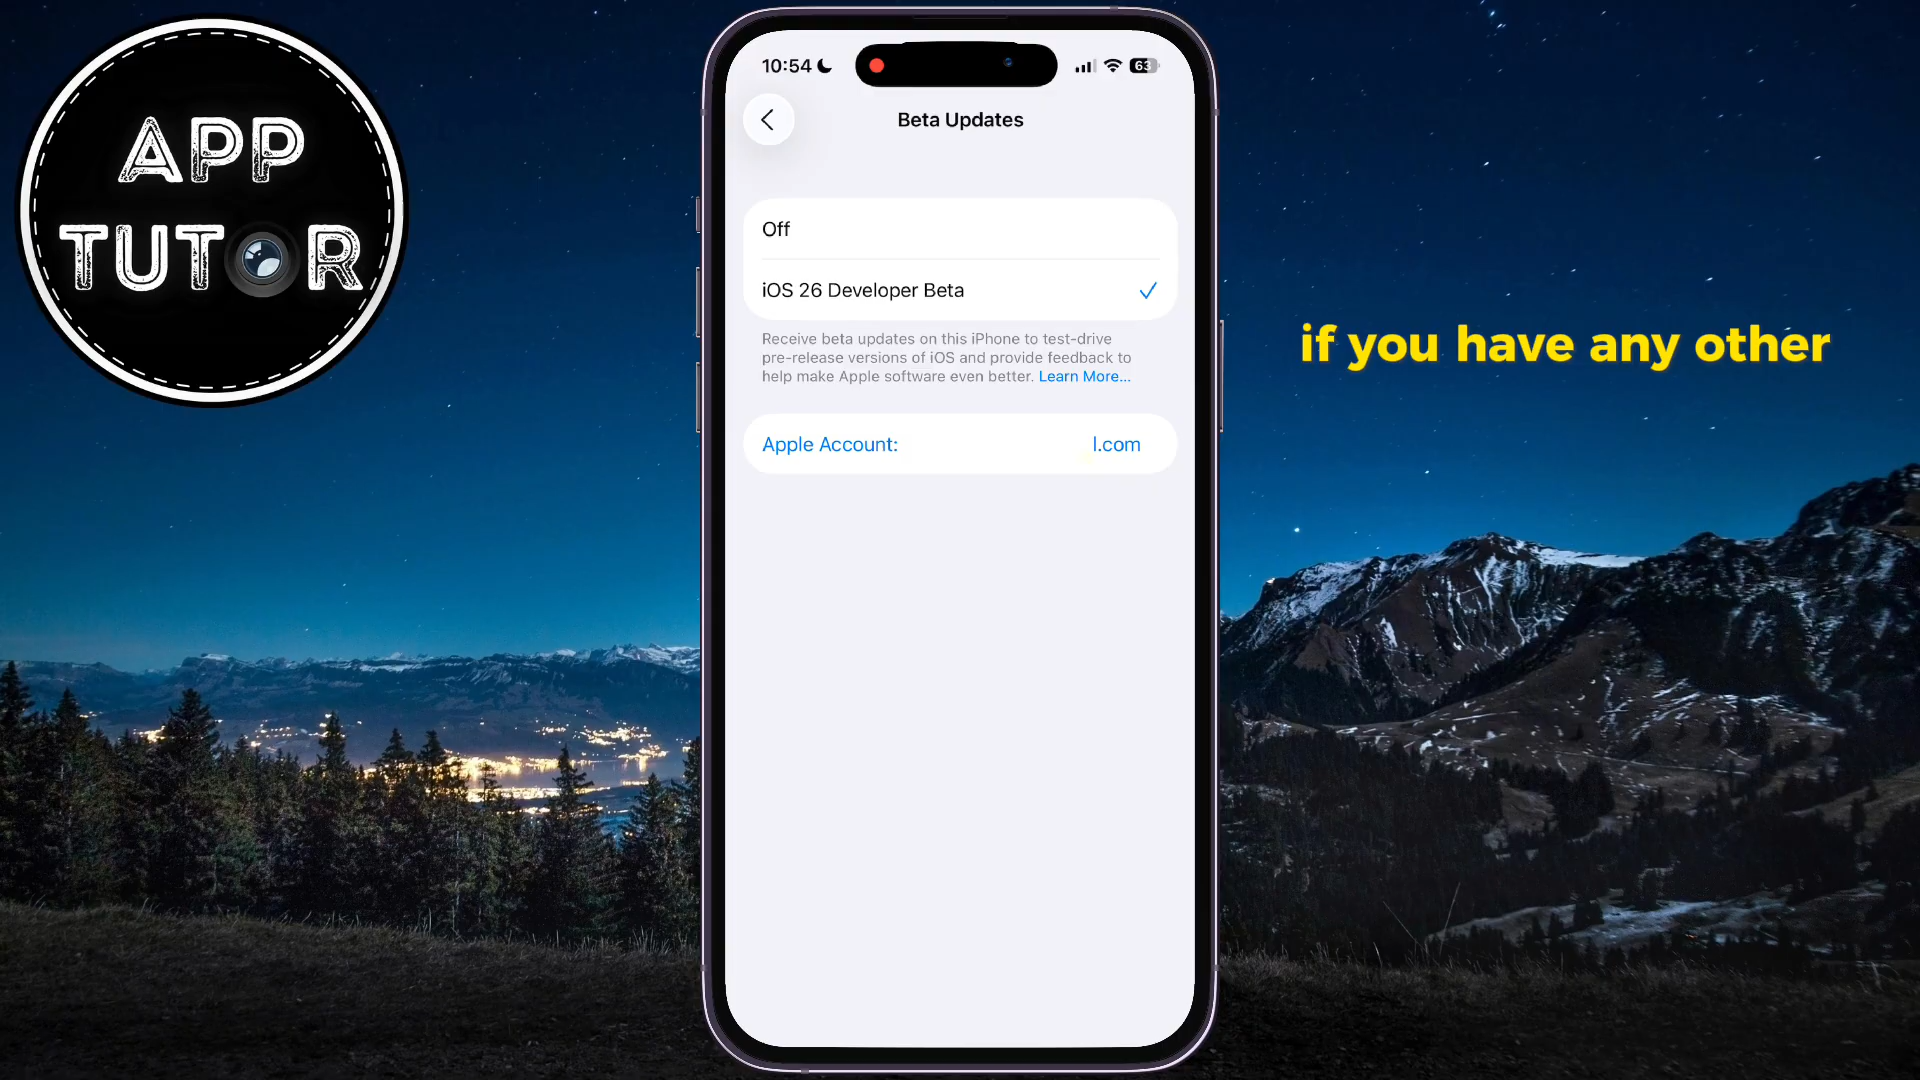 APP
TUTOR
10:54
63
Beta Updates
Off
iOS 26 Developer Beta
Receive beta updates on this iPhone to test-drive
pre-release versions of iOS and provide feedback to
help make Apple software even better. Learn More...
Apple Account: l.com
if you have any other